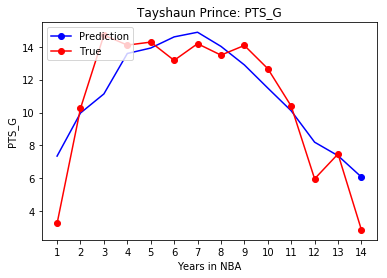 Tayshaun Prince: PTS_G
Prediction
True
14
12
10
8
6
4
PTS_G
1 2 3 4 5 6 7 8 9 10 11 12 13 14
Years in NBA